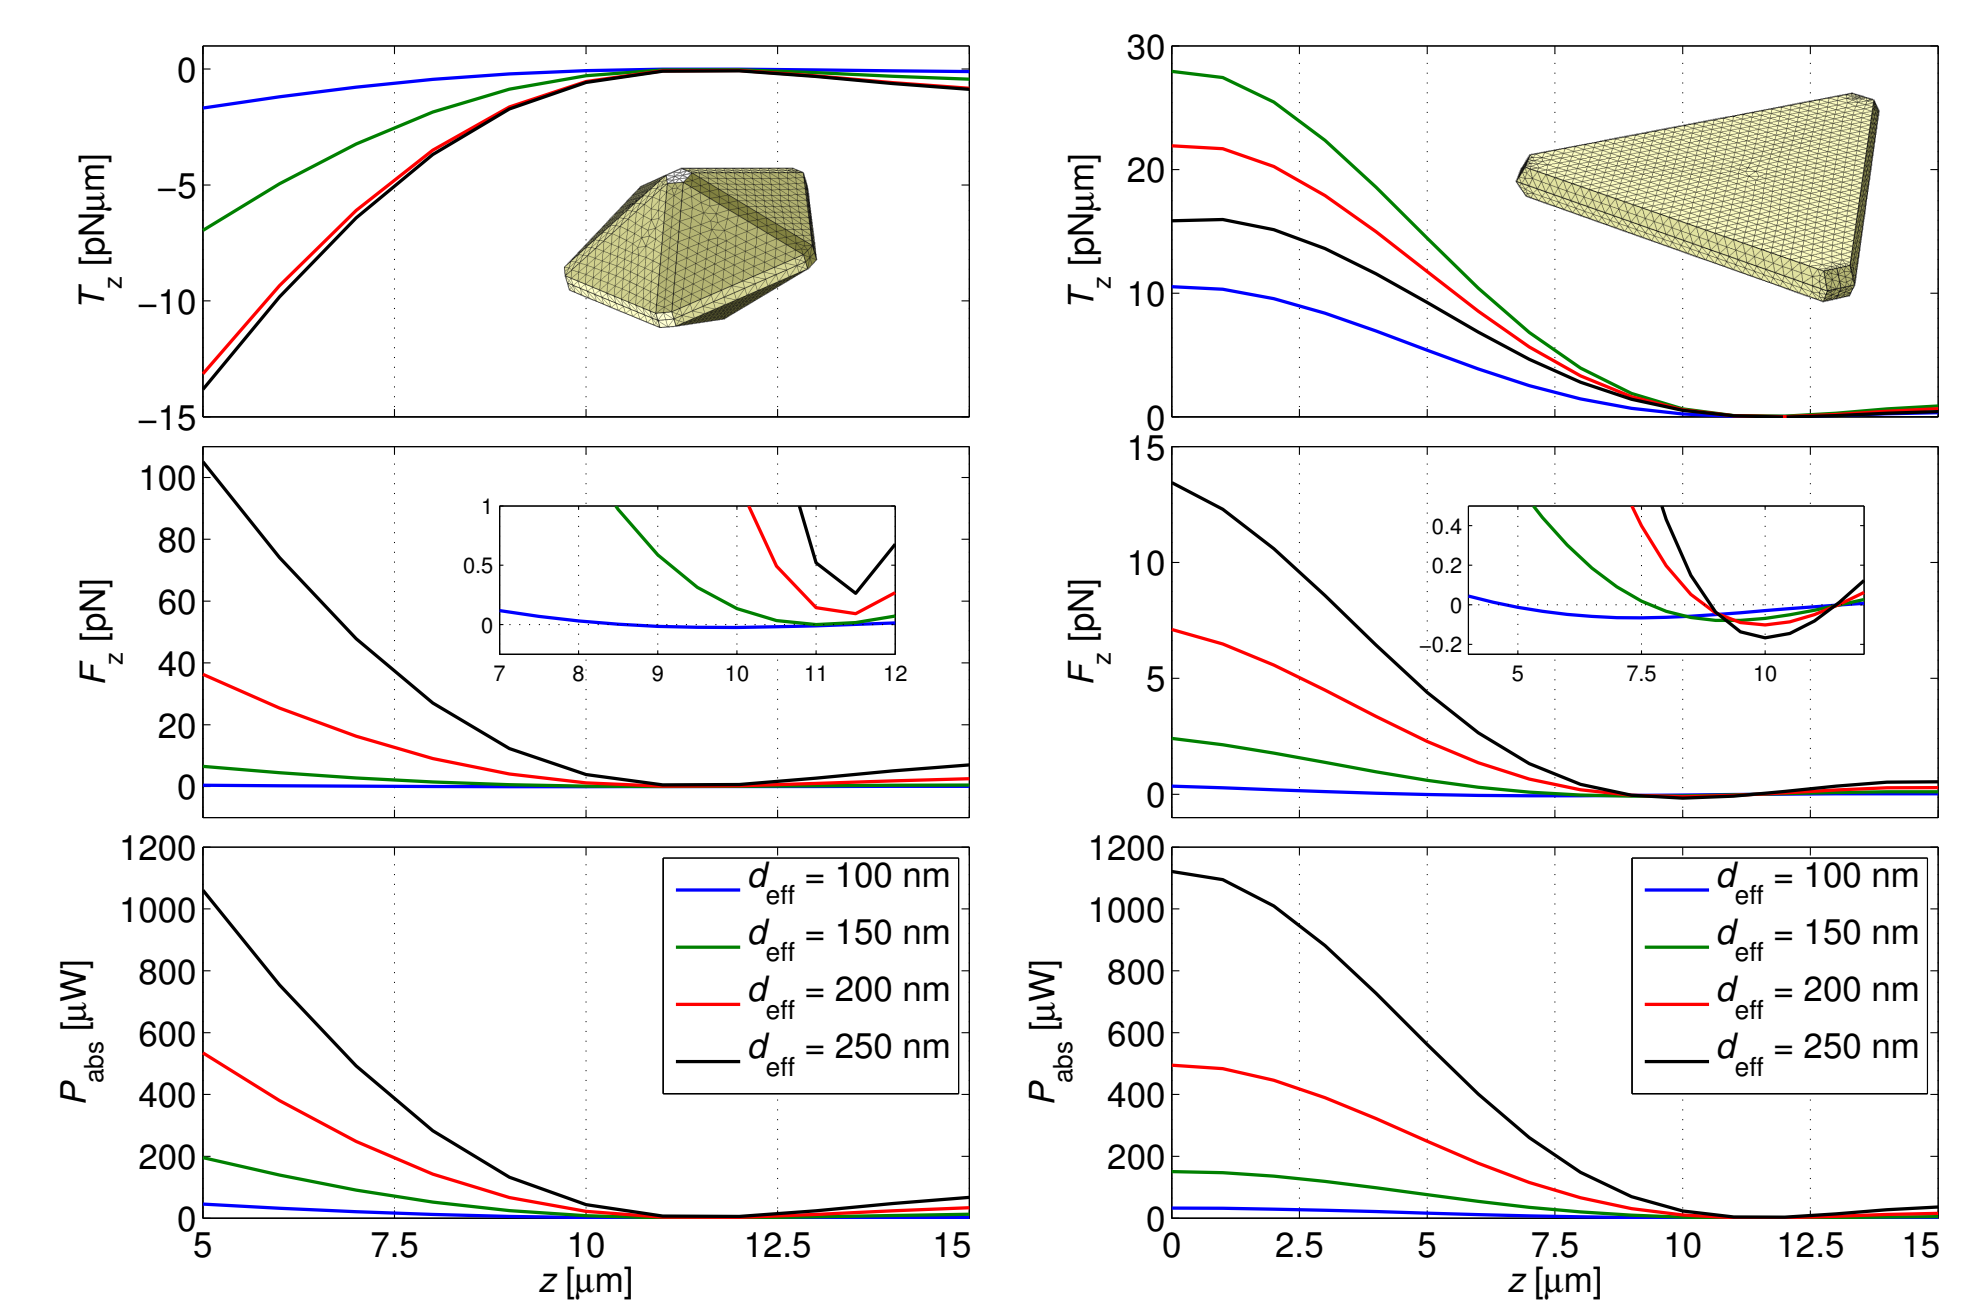 0
−5
−10
−15
T_z [pNµm]
30
20
10
0
T_z [pNµm]
100
80
60
40
20
0
F_z [pN]
1
0.5
0
7 8 9 10 11 12
15
10
5
0
F_z [pN]
0.4
0.2
0
−0.2
5 7.5 10
1200
1000
800
600
400
200
0
P_abs [µW]
d_eff = 100 nm
d_eff = 150 nm
d_eff = 200 nm
d_eff = 250 nm
5 7.5 10 12.5 15
z [µm]
1200
1000
800
600
400
200
0
P_abs [µW]
d_eff = 100 nm
d_eff = 150 nm
d_eff = 200 nm
d_eff = 250 nm
0 2.5 5 7.5 10 12.5 15
z [µm]